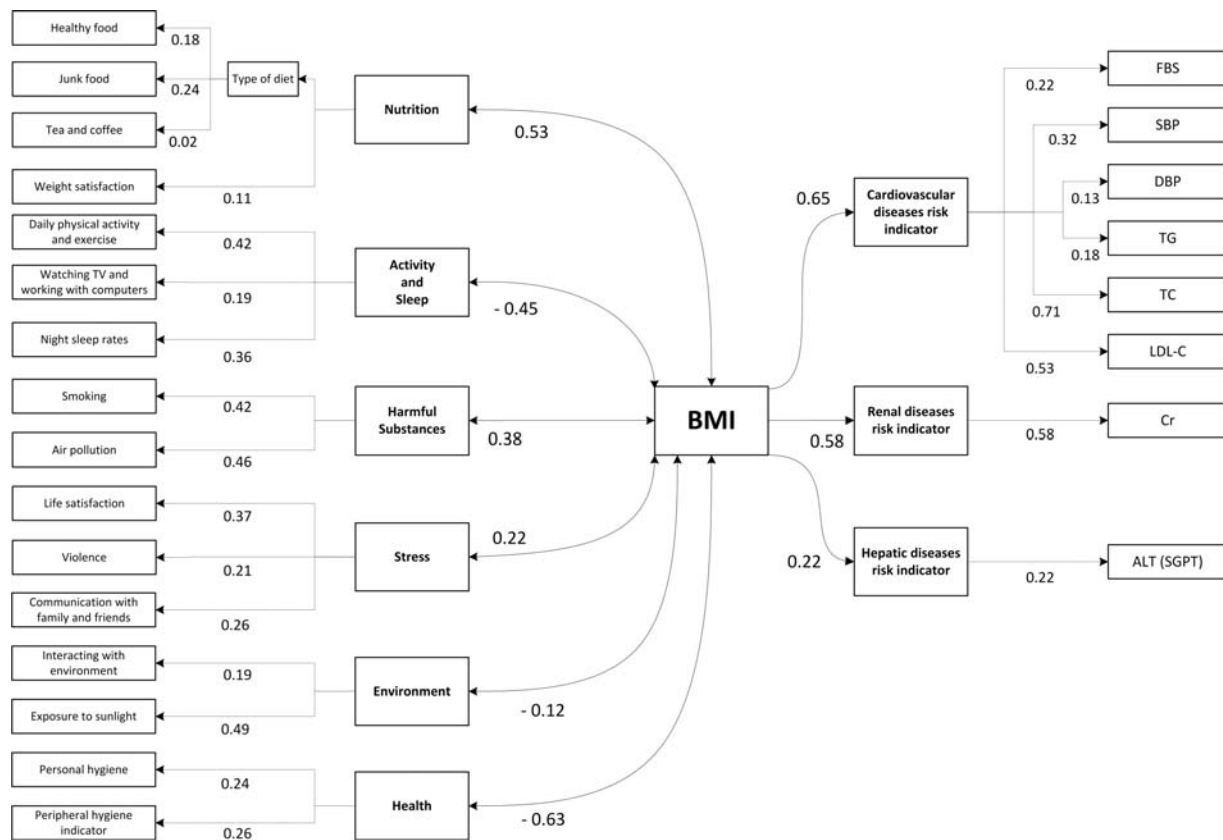 Healthy food
0.18
Junk food
0.24
Type of diet
Tea and coffee
0.02
Weight satisfaction
0.11
Nutrition
0.53
Daily physical activity
and exercise
0.42
Watching TV and
working with computers
0.19
Night sleep rates
0.36
Activity
and
Sleep
- 0.45
Smoking
0.42
Air pollution
0.46
Harmful
Substances
0.38
Life satisfaction
0.37
Violence
0.21
Communication with
family and friends
0.26
Stress
0.22
Interacting with
environment
0.19
Exposure to sunlight
0.49
Environment
- 0.12
Personal hygiene
0.24
Peripheral hygiene
indicator
0.26
Health
- 0.63
BMI
0.65
Cardiovascular
diseases risk
indicator
0.22
FBS
0.32
SBP
0.13
DBP
0.18
TG
0.71
TC
0.53
LDL-C
0.58
Renal diseases
risk indicator
0.58
Cr
0.22
Hepatic diseases
risk indicator
0.22
ALT (SGPT)